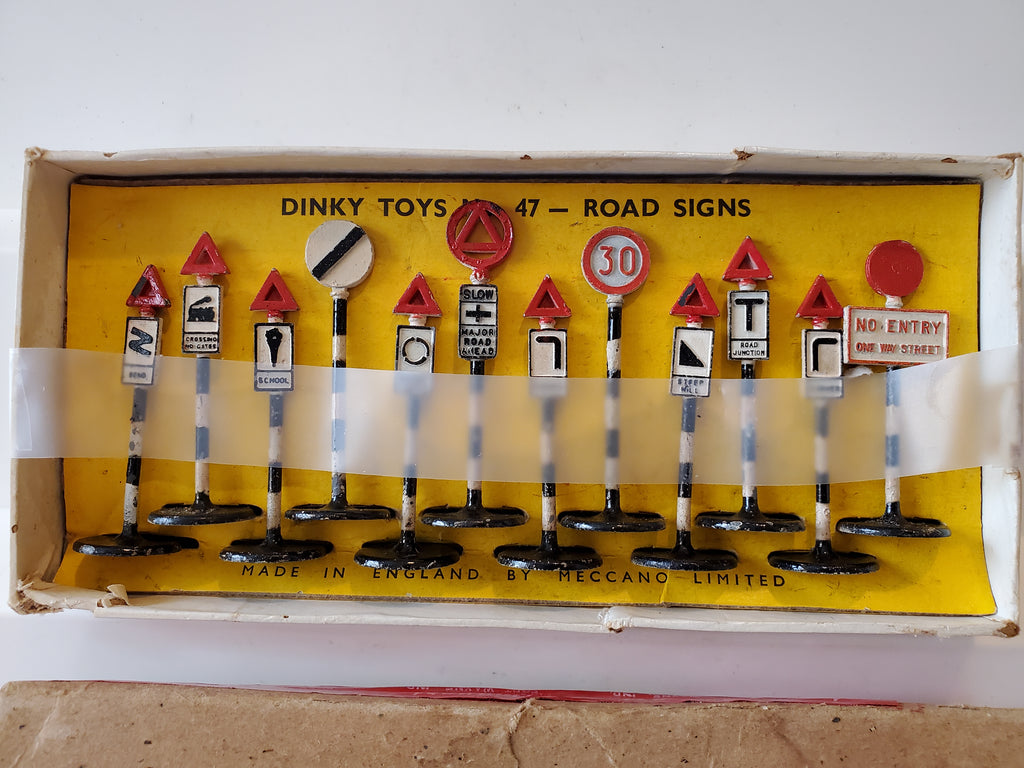 DINKY TOYS 47 — ROAD SIGNS
BEND
CROSSING
NO GATES
SCHOOL
SLOW
MAJOR
ROAD
AHEAD
30
STEEP
HILL
T
ROAD
JUNCTION
NO ENTRY
ONE WAY STREET
MADE IN ENGLAND BY MECCANO LIMITED